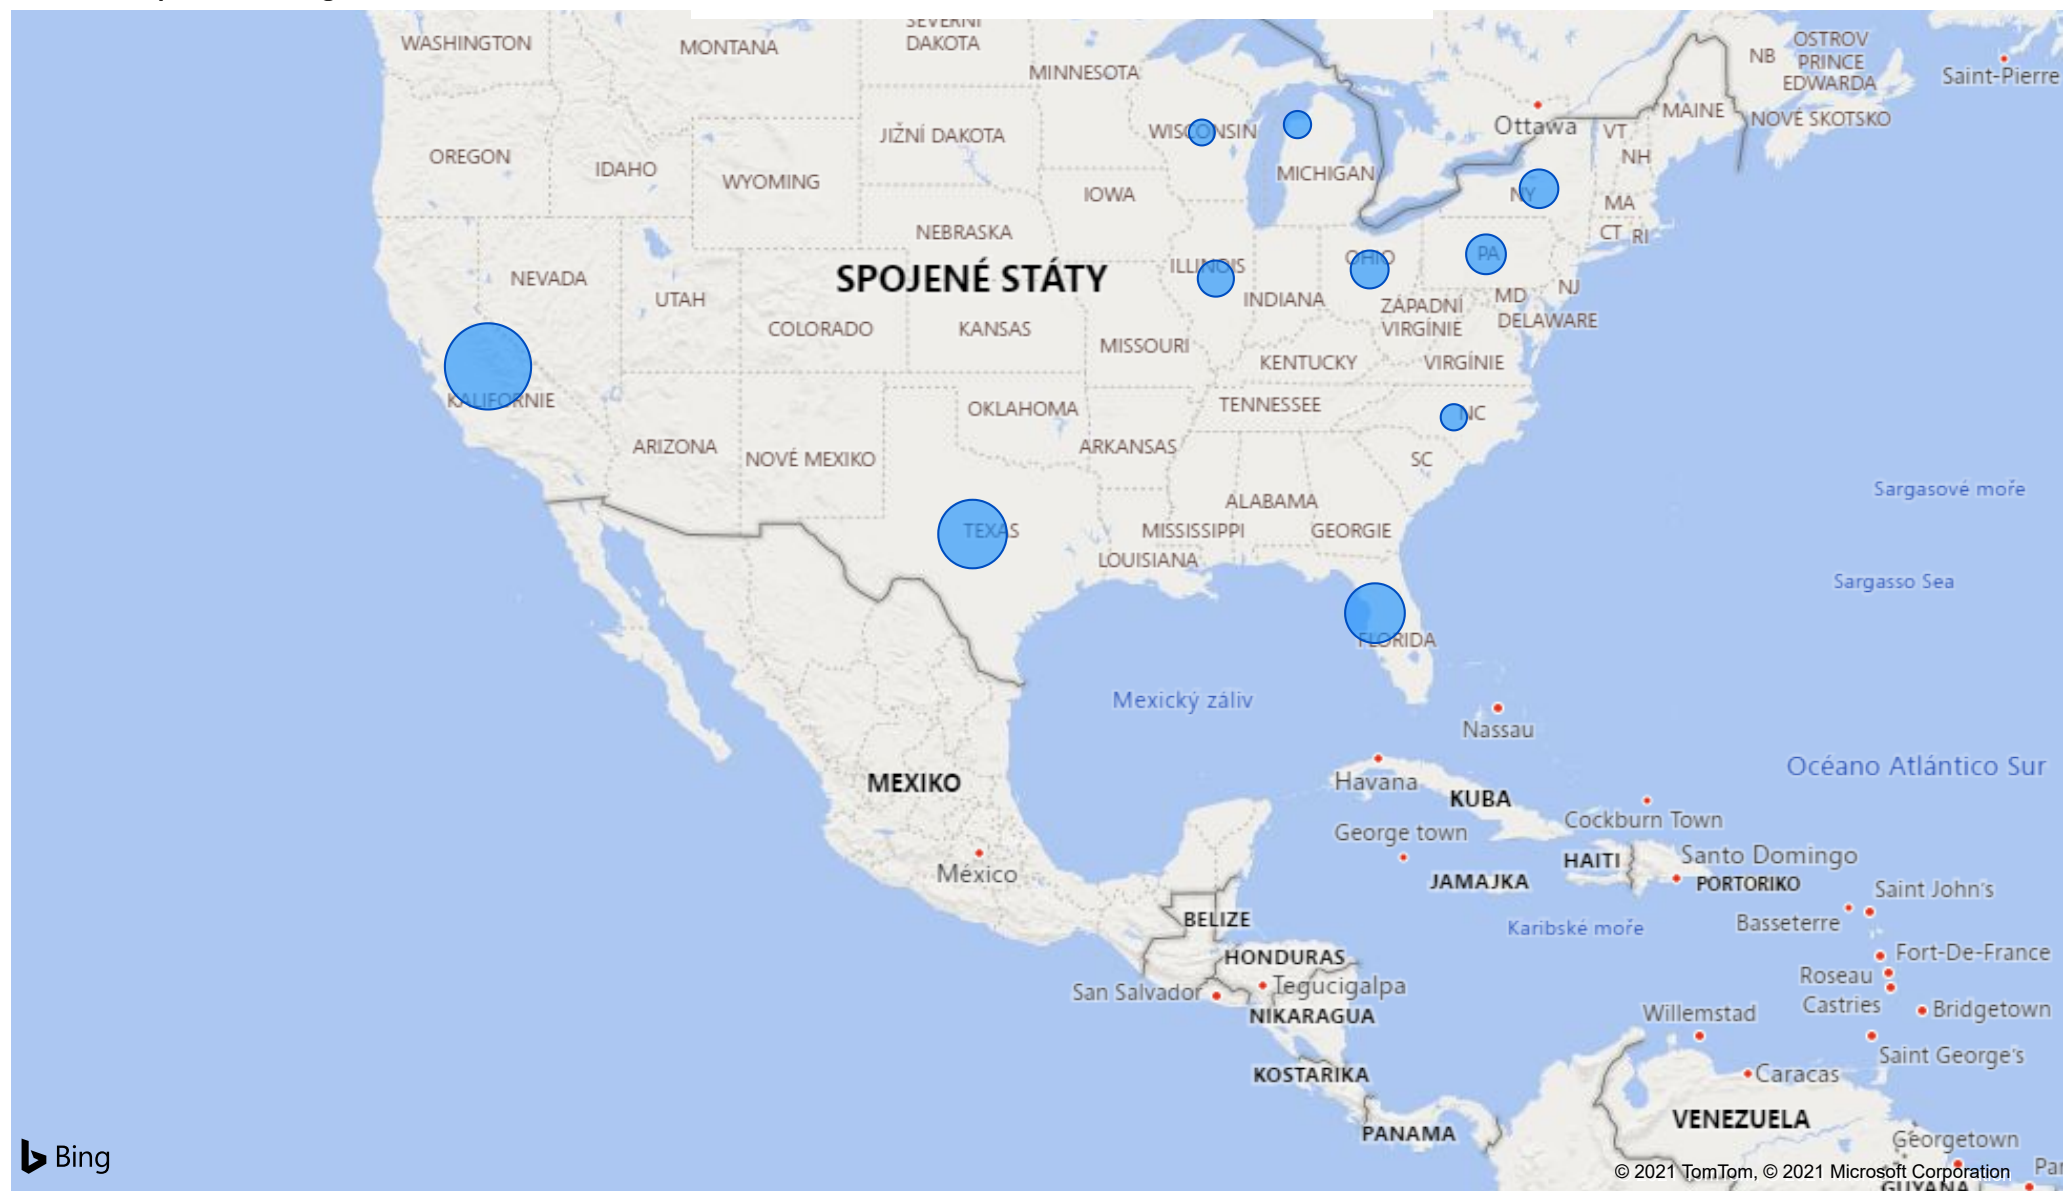 SEVERNÍ
DAKOTA
WASHINGTON
MONTANA
MINNESOTA
NB
OSTROV
PRINCE
EDWARDA
Saint-Pierre
MAINE
NOVÉ SKOTSKO
OREGON
IDAHO
WYOMING
JIŽNÍ DAKOTA
WISCONSIN
MICHIGAN
Ottawa
VT
NH
NY
MA
CT
RI
IOWA
NEBRASKA
SPOJENÉ STÁTY
ILLINOIS
INDIANA
OHIO
PA
NJ
MD
DELAWARE
ZÁPADNÍ
VIRGÍNIE
NEVADA
UTAH
COLORADO
KANSAS
MISSOURI
KENTUCKY
VIRGÍNIE
KALIFORNIE
ARIZONA
NOVÉ MEXIKO
OKLAHOMA
ARKANSAS
TENNESSEE
NC
SC
ALABAMA
MISSISSIPPI
GEORGIE
TEXAS
LOUISIANA
FLORIDA
Sargasové moře
Sargasso Sea
Mexický záliv
Nassau
Océano Atlántico Sur
MEXIKO
Havana
KUBA
Cockburn Town
George town
México
HAITI
Santo Domingo
JAMAJKA
PORTORIKO
Saint John's
Basseterre
BELIZE
Karibské moře
HONDURAS
Fort-De-France
Roseau
San Salvador
Tegucigalpa
Castries
Bridgetown
NIKARAGUA
Willemstad
Saint George's
KOSTARIKA
Caracas
VENEZUELA
PANAMA
Georgetown
Bing
© 2021 TomTom, © 2021 Microsoft Corporation
GUYANA